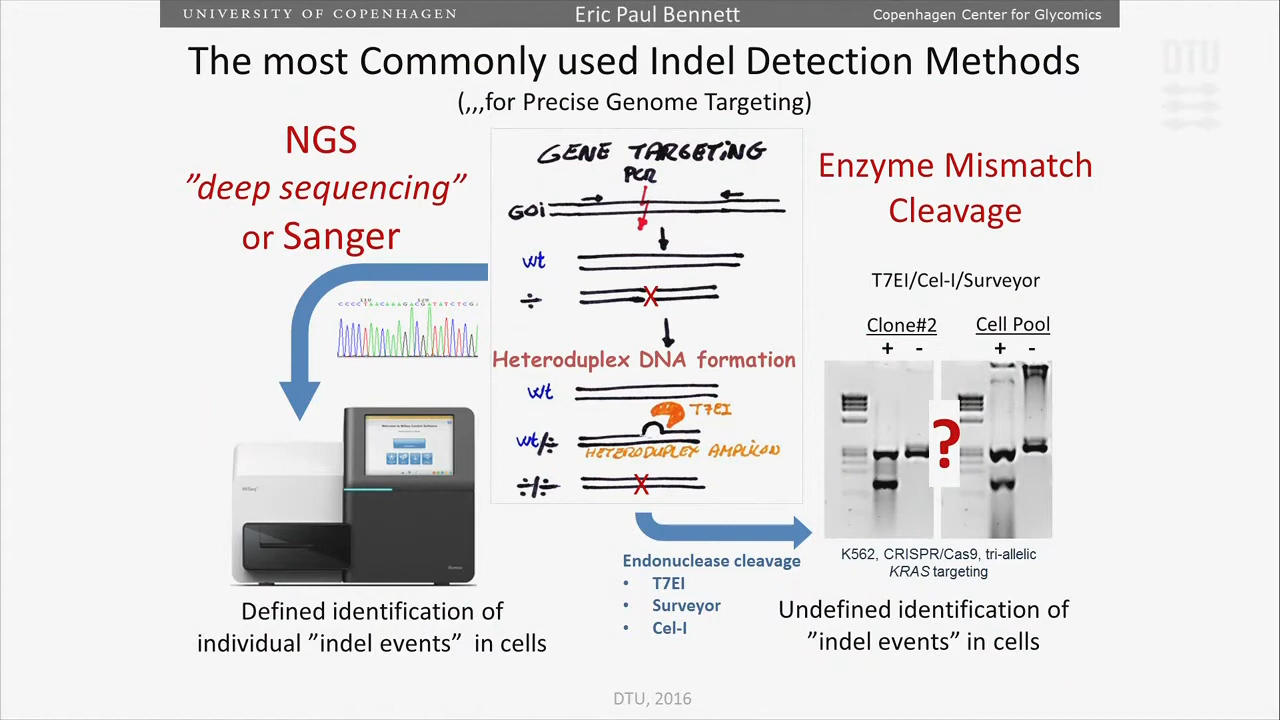 UNIVERSITY OF COPENHAGEN
Eric Paul Bennett
Copenhagen Center for Glycomics
DTU
The most Commonly used Indel Detection Methods
(,,,for Precise Genome Targeting)
NGS
”deep sequencing”
or Sanger
Defined identification of
individual ”indel events” in cells
GENE TARGETING
PCR
GOi
wt
÷
Heteroduplex DNA formation
wt
T7EI
wt/÷
HETERODUPLEX AMPLICON
÷/÷
Endonuclease cleavage
• T7EI
• Surveyor
• Cel-I
Enzyme Mismatch
Cleavage
T7EI/Cel-I/Surveyor
Clone#2 Cell Pool
+ - + -
?
K562, CRISPR/Cas9, tri-allelic
KRAS targeting
Undefined identification of
”indel events” in cells
DTU, 2016